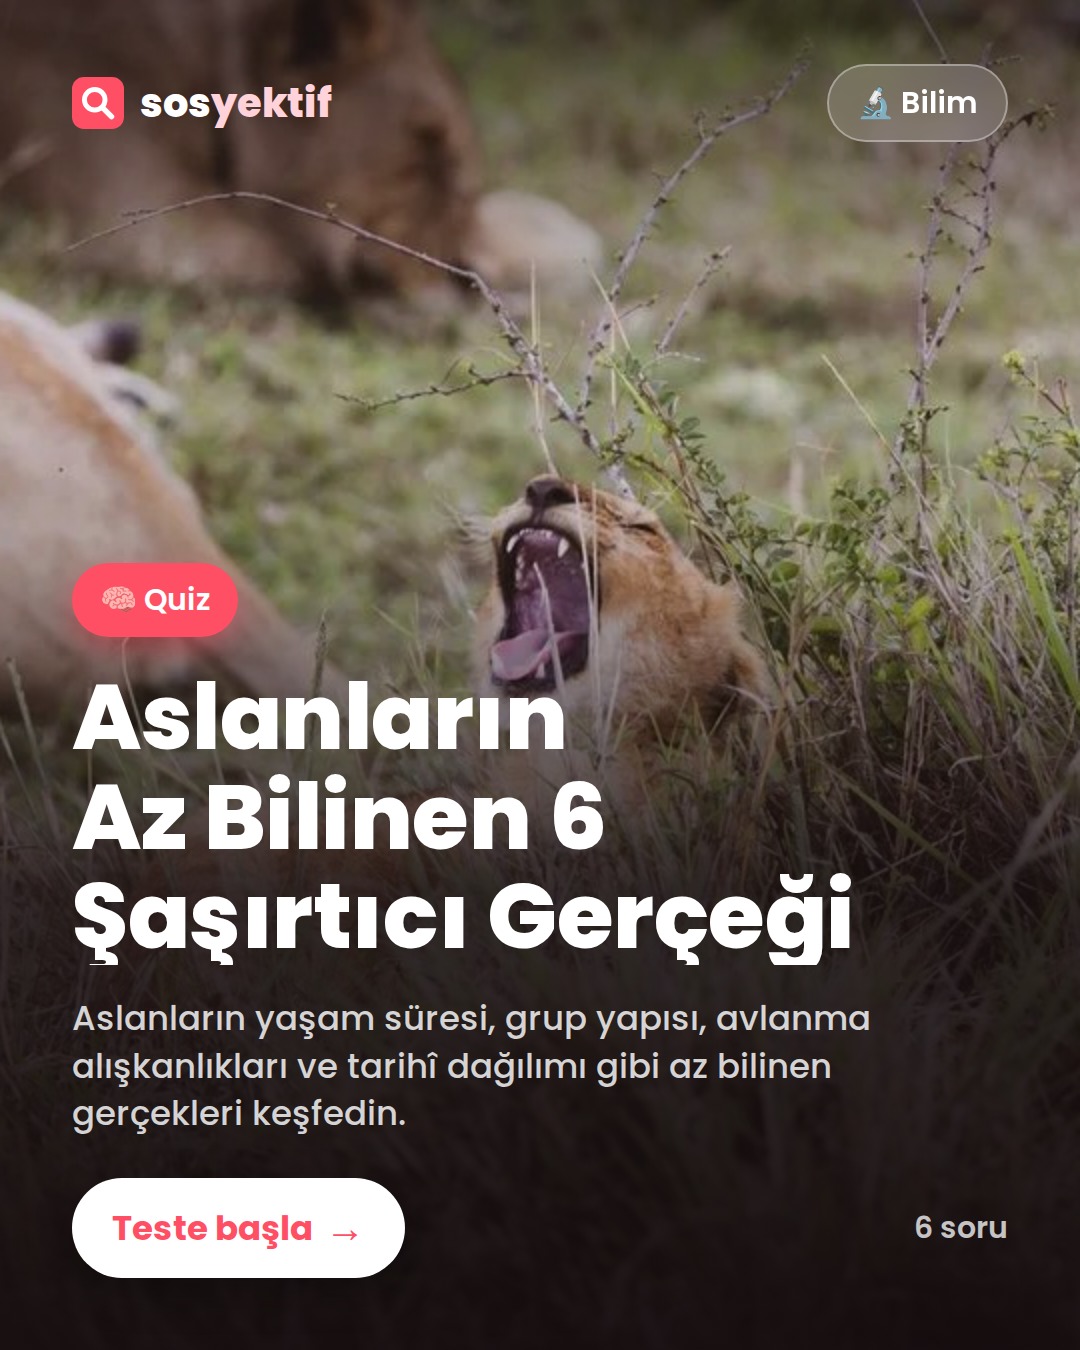 sosyektif
🔬 Bilim
🧠 Quiz
Aslanların
Az Bilinen 6
Şaşırtıcı Gerçeği
Aslanların yaşam süresi, grup yapısı, avlanma
alışkanlıkları ve tarihî dağılımı gibi az bilinen
gerçekleri keşfedin.
Teste başla →
6 soru